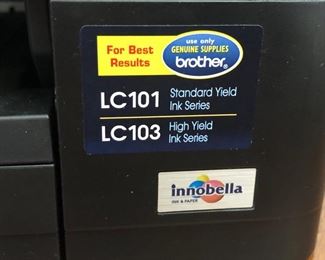 For Best
Results
use only
GENUINE SUPPLIES
brother®
LC101 Standard Yield
Ink Series
LC103 High Yield
Ink Series
innobella
INK & PAPER